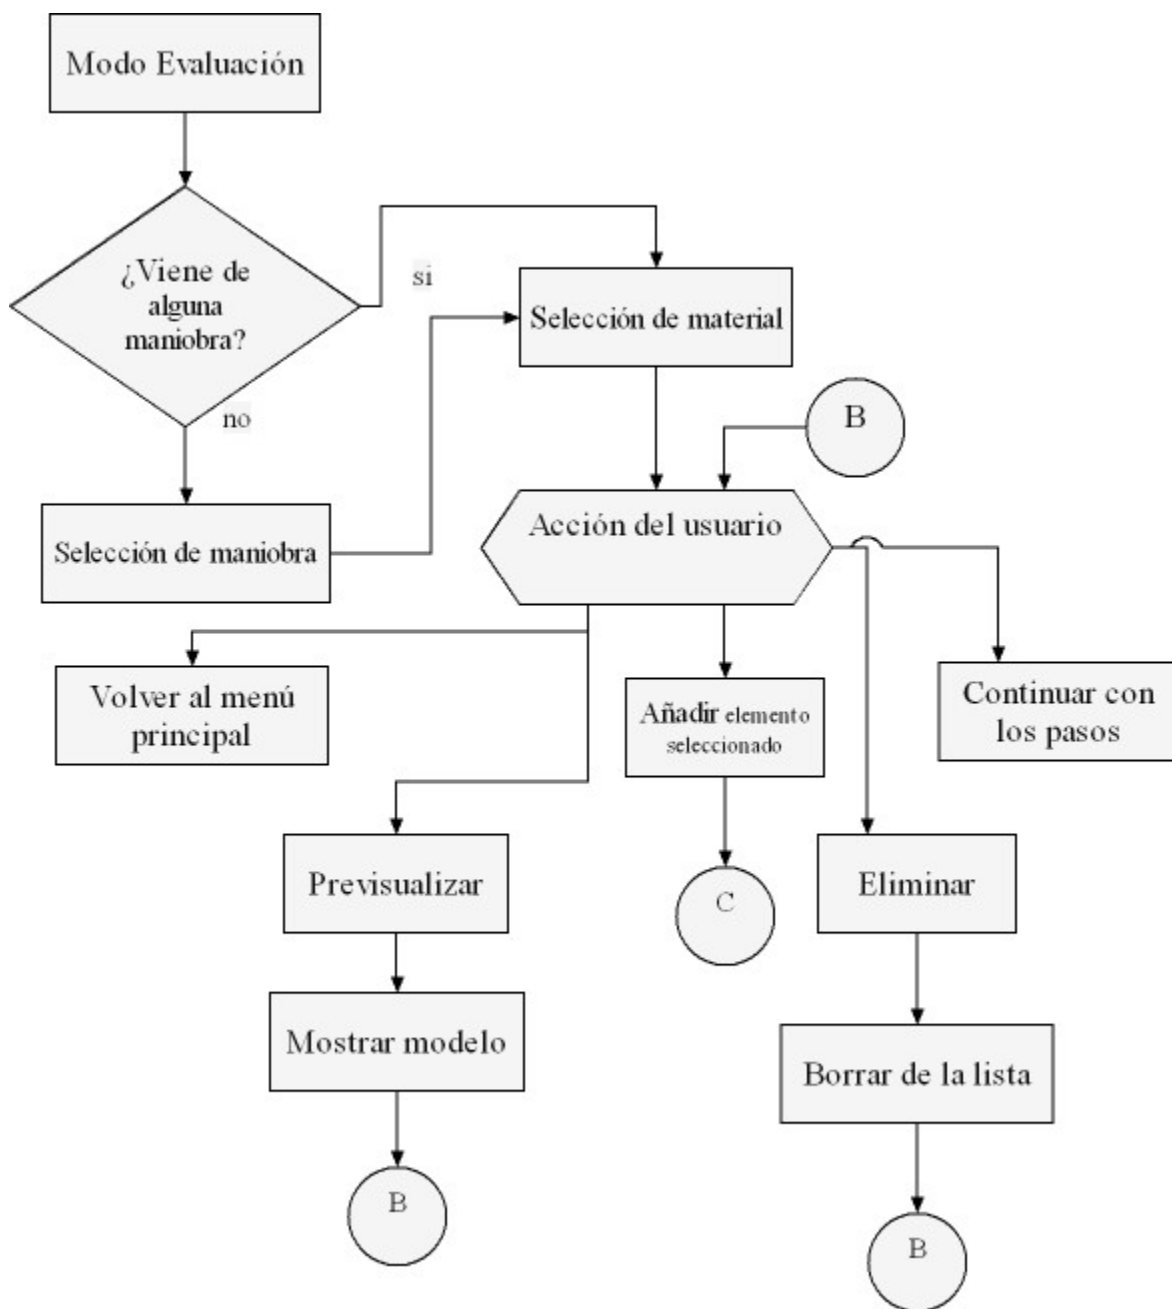 Modo Evaluación
¿Viene de
alguna
maniobra?
si
no
Selección de material
B
Selección de maniobra
Acción del usuario
Volver al menú
principal
Añadir elemento
seleccionado
Continuar con
los pasos
Previsualizar
C
Eliminar
Mostrar modelo
Borrar de la lista
B
B